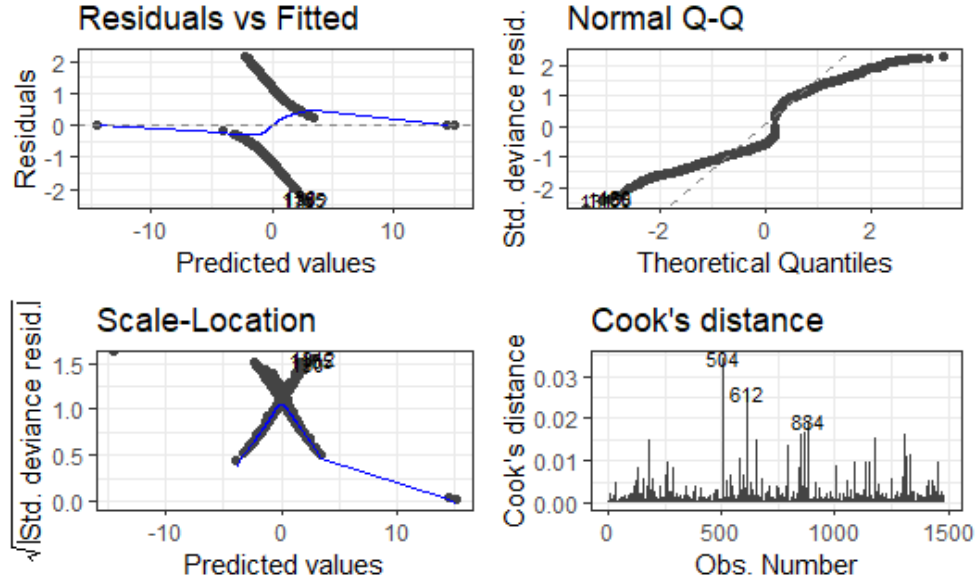 Residuals vs Fitted
Residuals
2
1
0
-1
-2
-10
0
10
Predicted values
Normal Q-Q
Std. deviance resid.
2
1
0
-1
-2
-2
0
2
Theoretical Quantiles
Scale-Location
√|Std. deviance resid.|
1.5
1.0
0.5
0.0
-10
0
10
Predicted values
Cook's distance
Cook's distance
0.03
0.02
0.01
0.00
504
612
884
0
500
1000
1500
Obs. Number